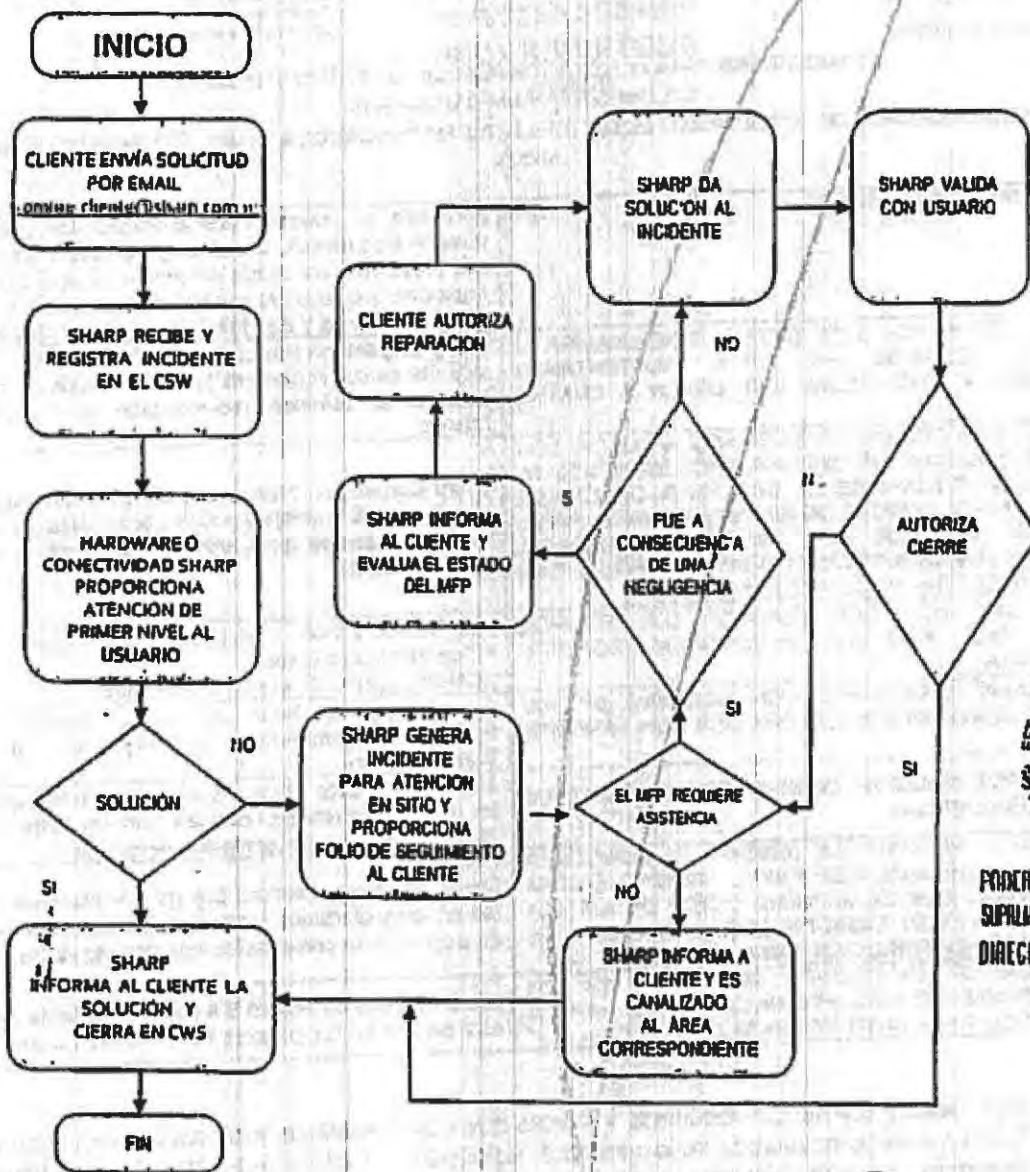 INICIO
CLIENTE ENVÍA SOLICITUD
POR EMAIL
SHARP RECIBE Y
REGISTRA INCIDENTE
EN EL CSW
HARDWARE O
CONECTIVIDAD SHARP
PROPORCIONA
ATENCIÓN DE
PRIMER NIVEL AL
USUARIO
SOLUCIÓN
NO
SI
SHARP
INFORMA AL CLIENTE LA
SOLUCIÓN Y
CIERRA EN CWS
FIN
SHARP GENERA
INCIDENTE
PARA ATENCION
EN SITIO Y
PROPORCIONA
FOLIO DE SEGUIMIENTO
AL CLIENTE
EL MFP REQUIERE
ASISTENCIA
SI
NO
SHARP INFORMA A
CLIENTE Y ES
CANALIZADO
AL ÁREA
CORRESPONDIENTE
FUE A
CONSECUENCIA
DE UNA
NEGLIGENCIA
S
SHARP INFORMA
AL CLIENTE Y
EVALUA EL ESTADO
DEL MFP
CLIENTE AUTORIZA
REPARACION
SHARP DA
SOLUCION AL
INCIDENTE
SHARP VALIDA
CON USUARIO
AUTORIZA
CIERRE
SI
PODER
DIREC